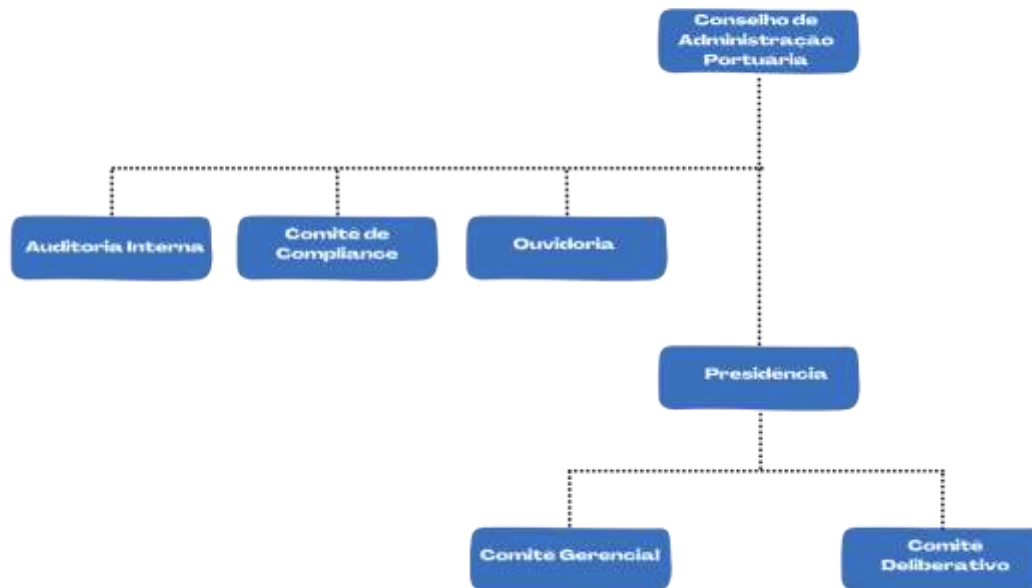 Conselho de
Administração
Portuária
Auditoria Interna
Comitê de
Compliance
Ouvidoria
Presidência
Comitê Gerencial
Comitê
Deliberativo